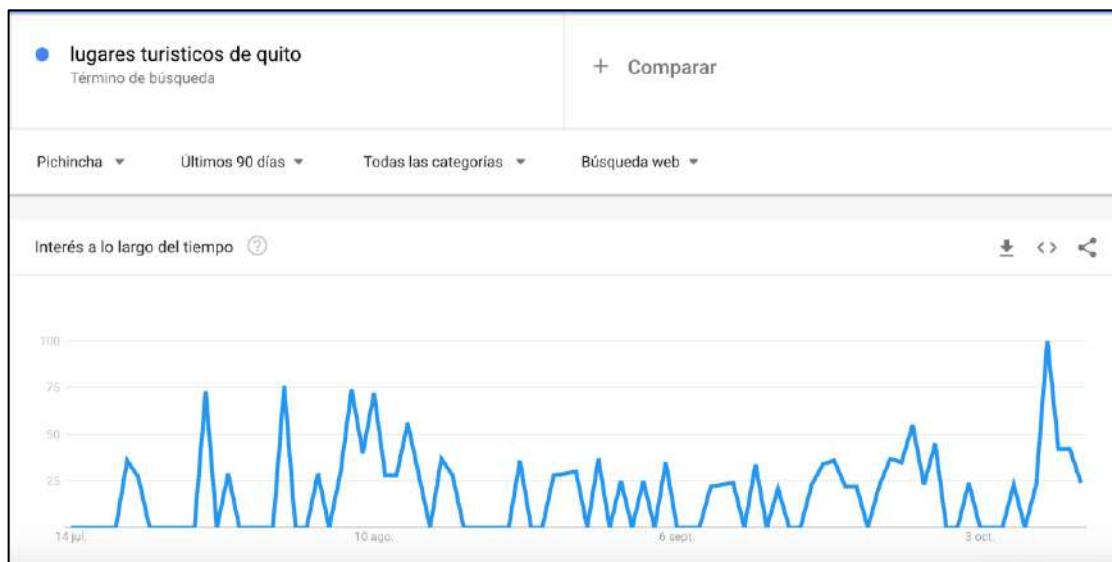 lugares turisticos de quito
Término de búsqueda
+ Comparar
Pichincha
Últimos 90 días
Todas las categorías
Búsqueda web
Interés a lo largo del tiempo ?
100
75
50
25
14 jul.
10 ago.
6 sept.
3 oct.